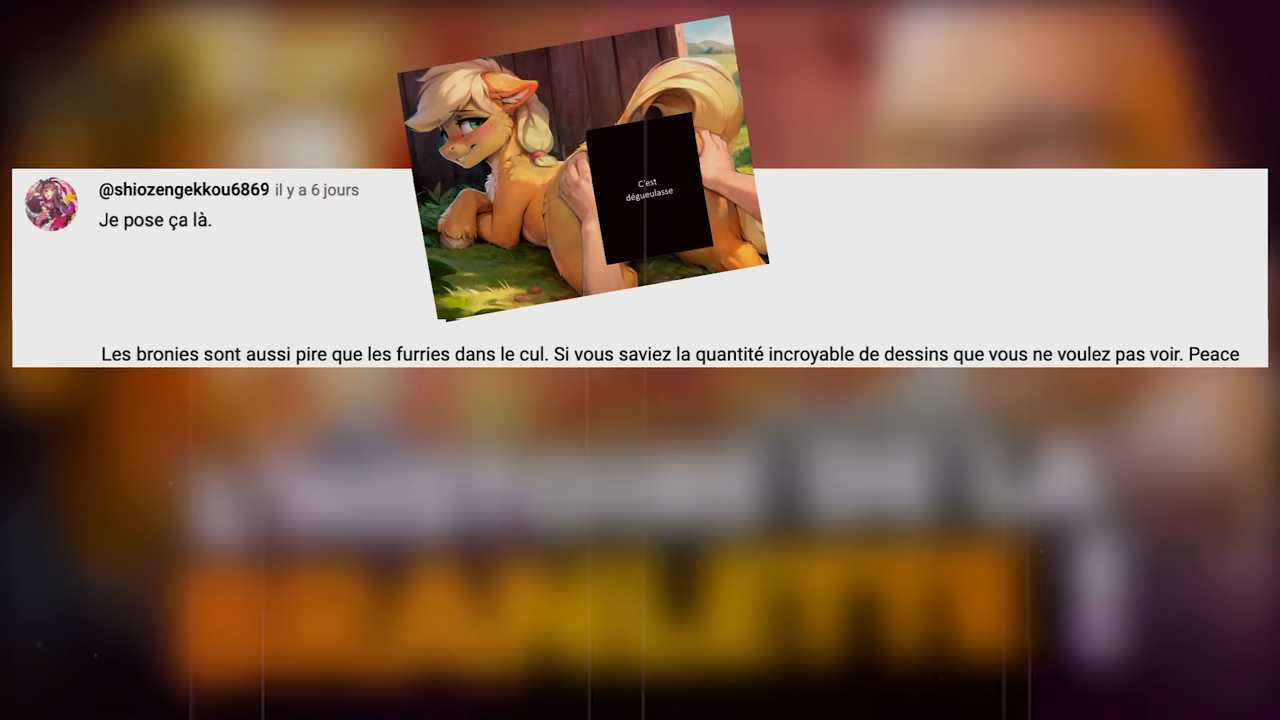 @shiozengekkou6869 il y a 6 jours
Je pose ça là.
C'est
dégueulasse
Les bronies sont aussi pire que les furries dans le cul. Si vous saviez la quantité incroyable de dessins que vous ne voulez pas voir. Peace